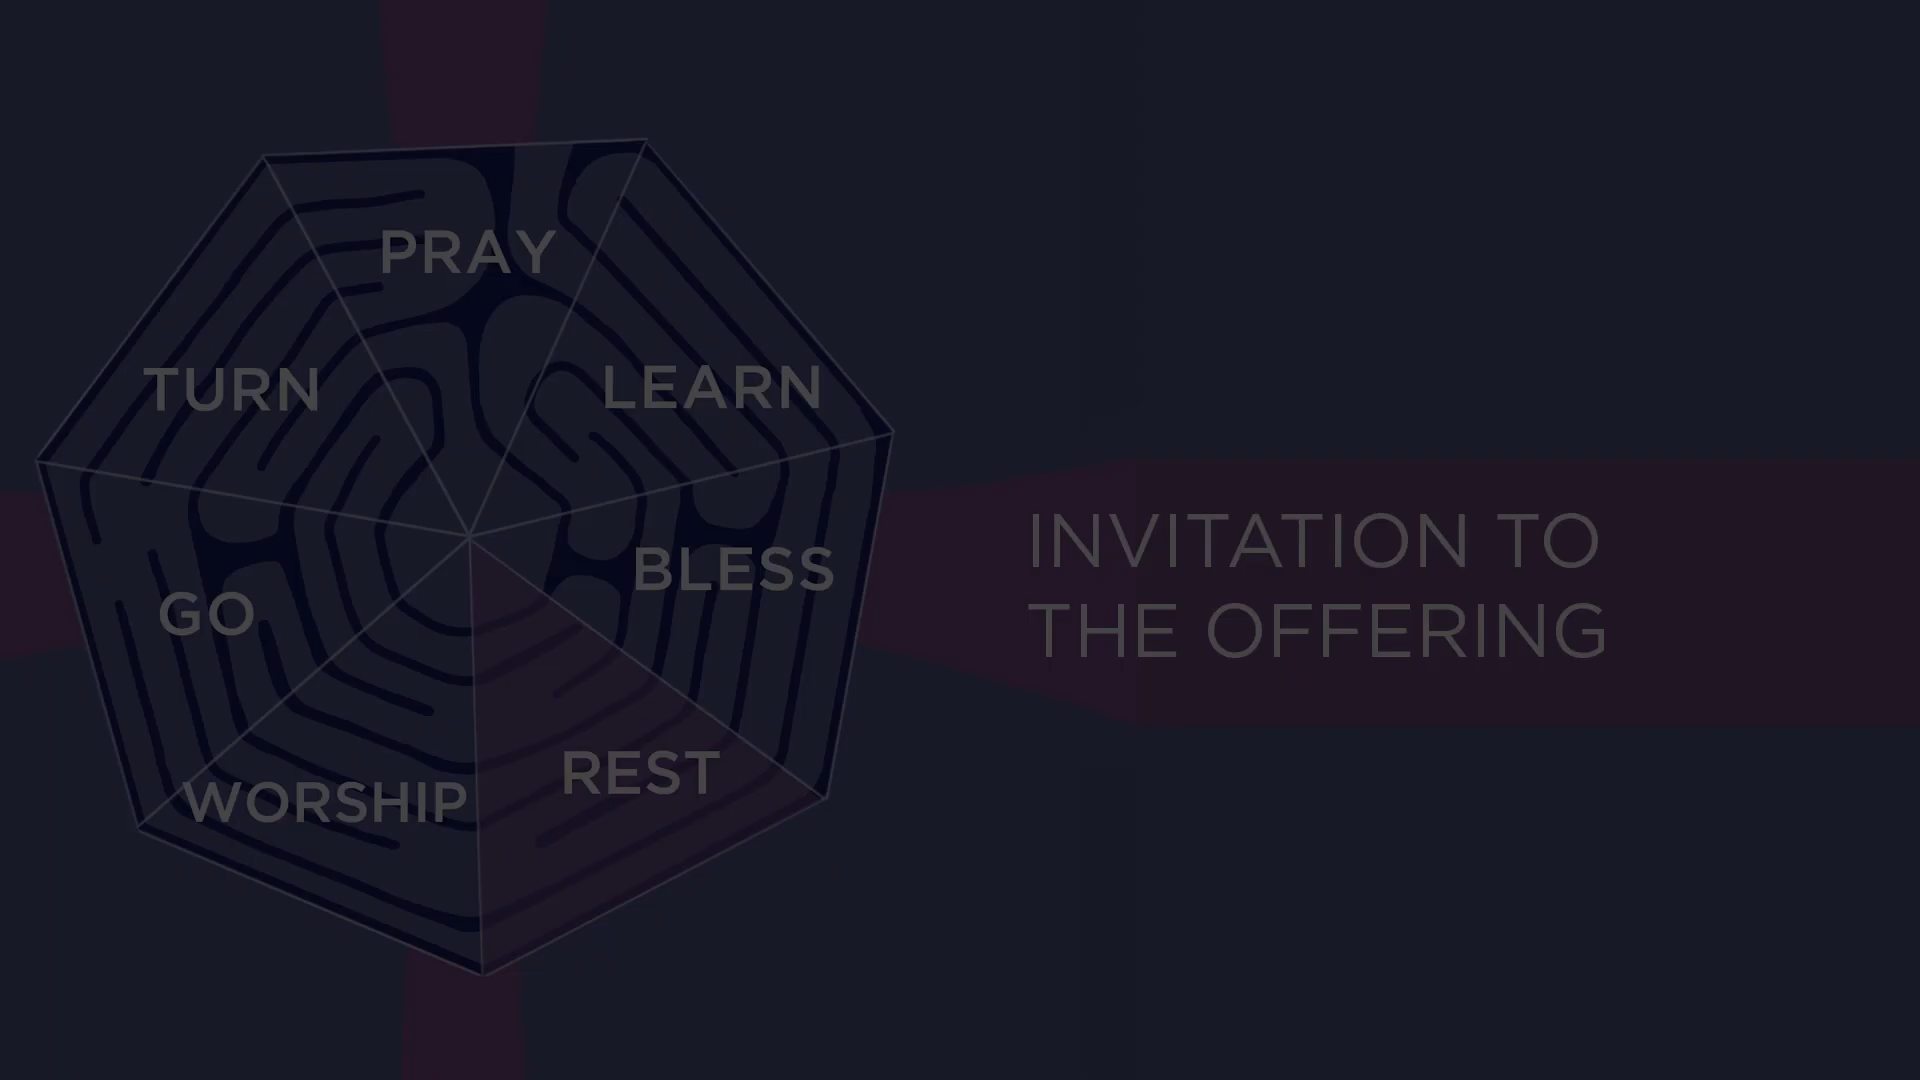 PRAY
TURN
LEARN
BLESS
GO
REST
WORSHIP
INVITATION TO
THE OFFERING